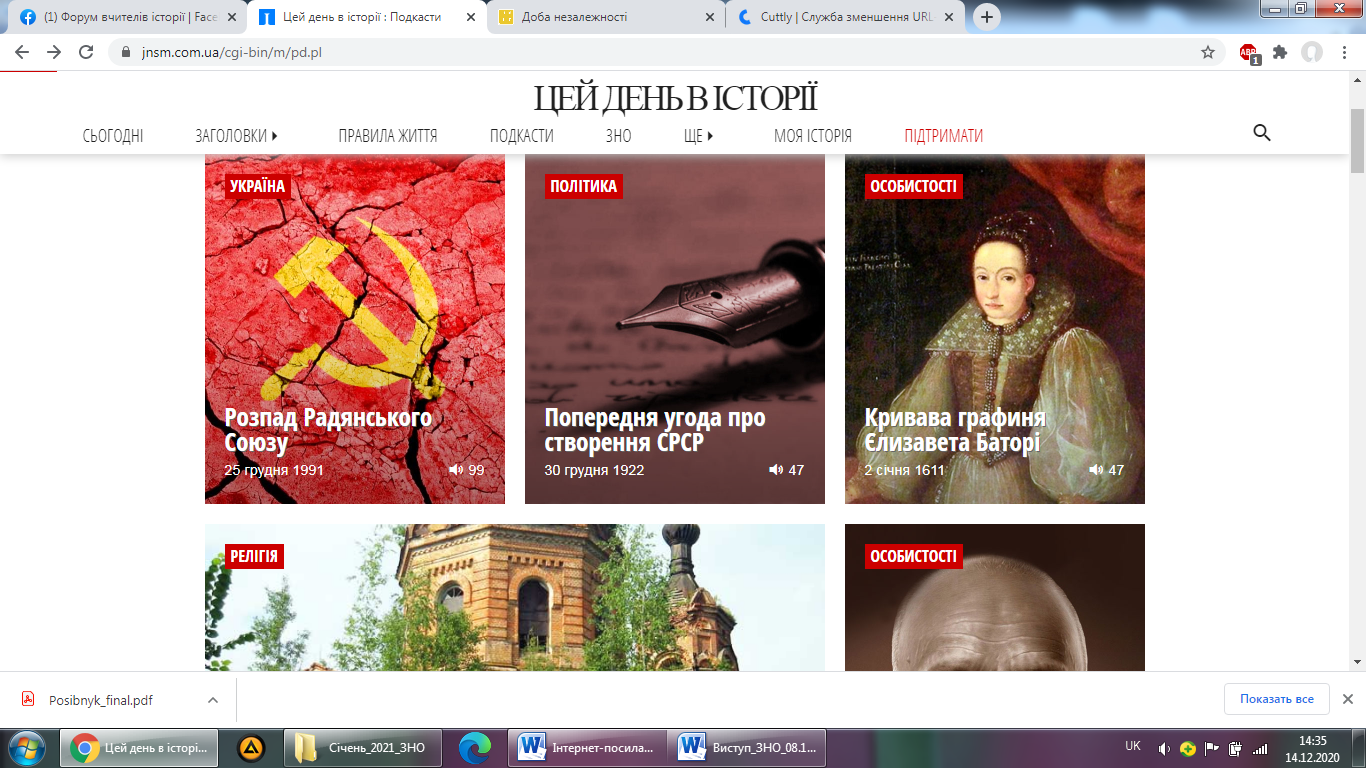 (1) Форум вчителів історії | Face
Цей день в історії : Подкасти
Доба незалежності
Cuttly | Служба зменшення URL
jnsm.com.ua/cgi-bin/m/pd.pl
ABP
1
ЦЕЙ ДЕНЬ В ІСТОРІЇ
СЬОГОДНІ ЗАГОЛОВКИ ПРАВИЛА ЖИТТЯ ПОДКАСТИ ЗНО ЩЕ МОЯ ІСТОРІЯ ПІДТРИМАТИ
УКРАЇНА
Розпад Радянського
Союзу
25 грудня 1991 99
ПОЛІТИКА
Попередня угода про
створення СРСР
30 грудня 1922 47
ОСОБИСТОСТІ
Кривава графиня
Єлизавета Баторі
2 січня 1611 47
РЕЛІГІЯ
ОСОБИСТОСТІ
Posibnyk_final.pdf
Показать все
Цей день в історі...
Січень_2021_ЗНО
Інтернет-посила...
Виступ_ЗНО_08.1...
UK
14:35
14.12.2020